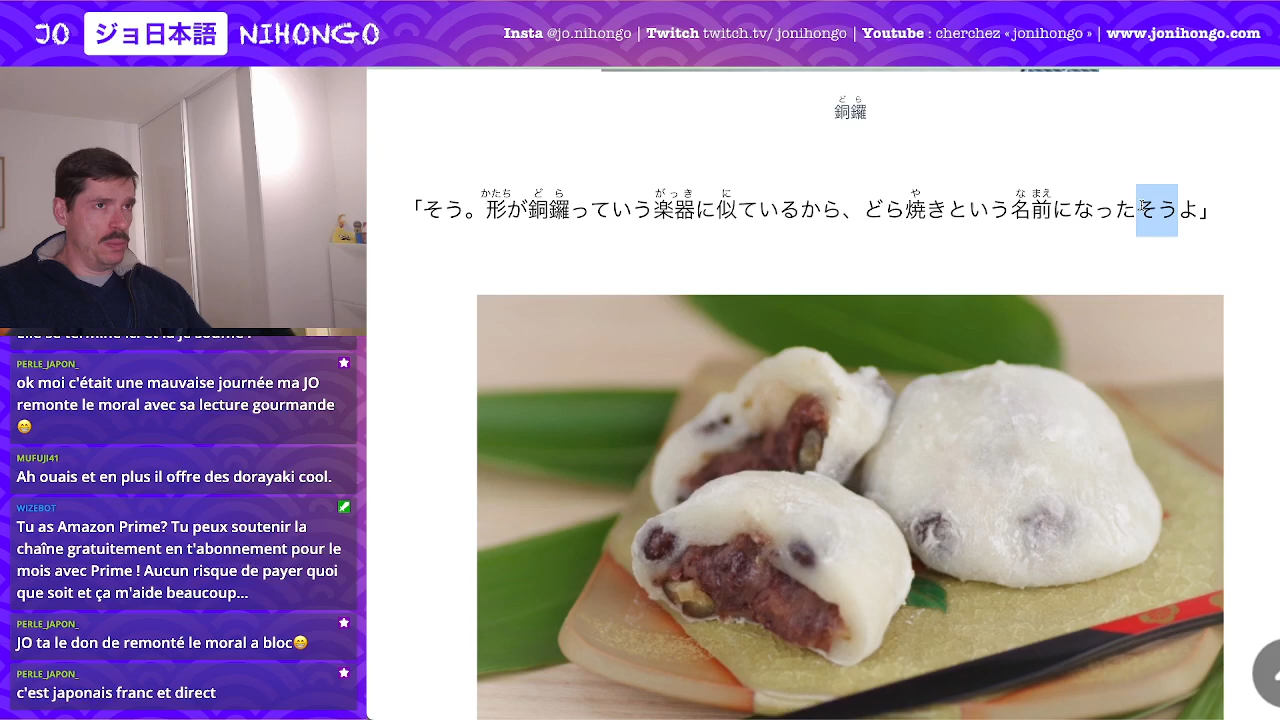 JO ジョ日本語 NIHONGO
Insta @jo.nihongo | Twitch twitch.tv/jonihongo | Youtube : cherchez « jonihongo » | www.jonihongo.com
どら
銅鑼
かたち どら がっき に や なまえ
「そう。形が銅鑼っていう楽器に似ているから、どら焼きという名前になったそうよ」
PERLE_JAPON_
ok moi c'était une mauvaise journée ma JO
remonte le moral avec sa lecture gourmande
😁
MUFUJI41
Ah ouais et en plus il offre des dorayaki cool.
WIZEBOT
Tu as Amazon Prime? Tu peux soutenir la
chaîne gratuitement en t'abonnement pour le
mois avec Prime ! Aucun risque de payer quoi
que soit et ça m'aide beaucoup...
PERLE_JAPON_
JO ta le don de remonté le moral a bloc😁
PERLE_JAPON_
c'est japonais franc et direct